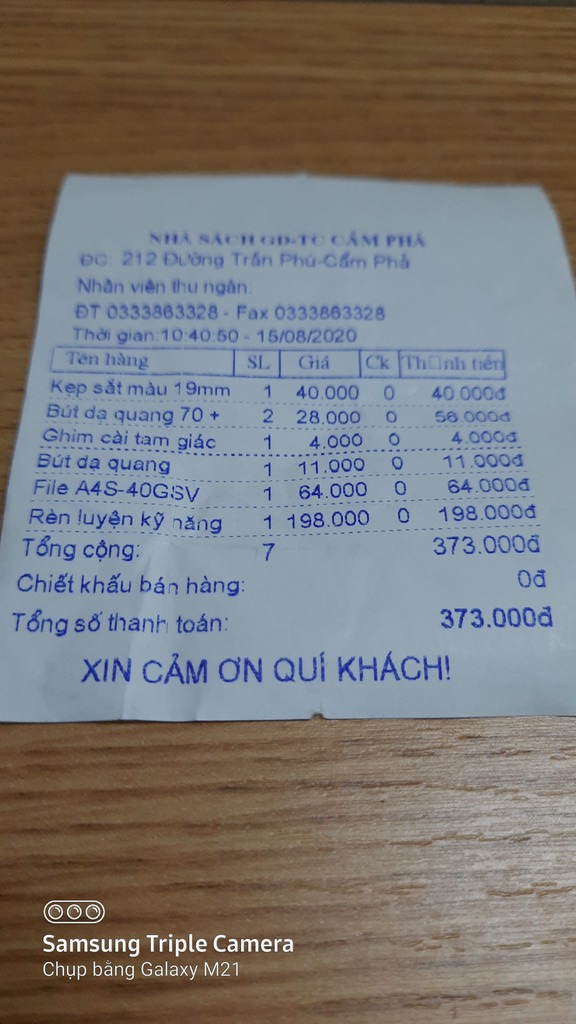 NHÀ SÁCH GD-TC CẨM PHẢ
ĐC: 212 Đường Trần Phú-Cẩm Phả
Nhân viên thu ngân:
ĐT 0333863328 - Fax 0333863328
Thời gian:10:40:50 - 15/08/2020
Tên hàng SL Giá Ck Th□nh tiền
Kẹp sắt màu 19mm 1 40.000 0 40.000đ
Bút dạ quang 70 + 2 28.000 0 56.000đ
Ghim cài tam giác 1 4.000 0 4.000đ
Bút dạ quang 1 11.000 0 11.000đ
File A4S-40GSV 1 64.000 0 64.000đ
Rèn luyện kỹ năng 1 198.000 0 198.000đ
Tổng cộng: 7 373.000đ
Chiết khấu bán hàng: 0đ
Tổng số thanh toán: 373.000đ
XIN CẢM ƠN QUÍ KHÁCH!
Samsung Triple Camera
Chụp bằng Galaxy M21